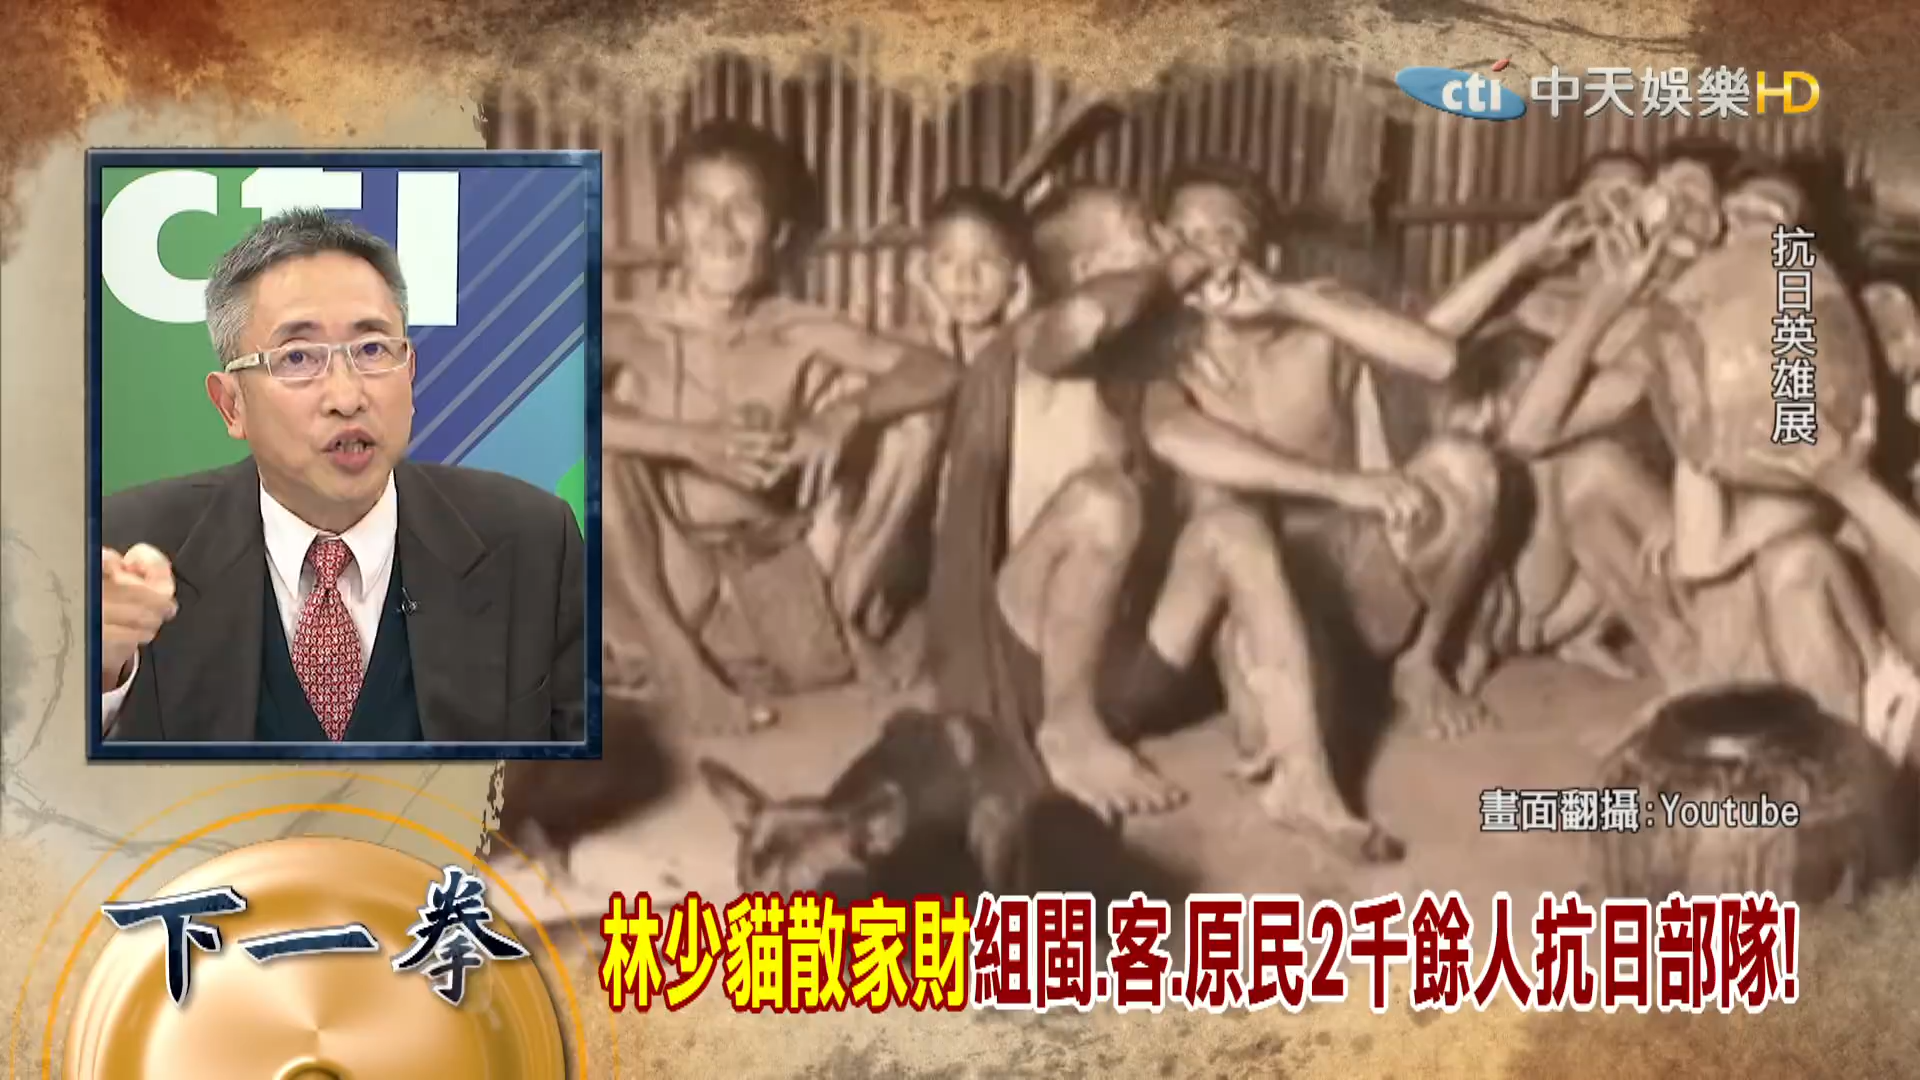 cti 中天娛樂HD
cti
抗日英雄展
畫面翻攝:Youtube
下一拳
林少貓散家財組閩.客.原民2千餘人抗日部隊!